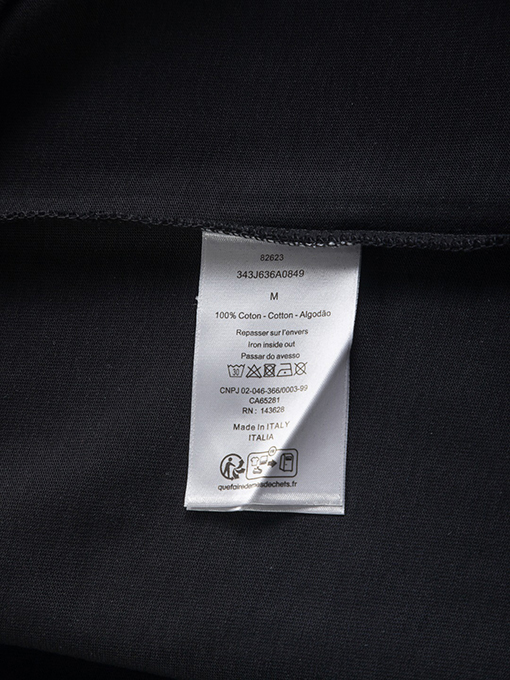 82623
343J636A0849
M
100% Coton - Cotton - Algodão
Repasser sur l'envers
Iron inside out
Passar do avesso
30
CNPJ 02-046-366/0003-99
CA65281
RN : 143628
Made In ITALY
ITALIA
quefairedemesdechets.fr